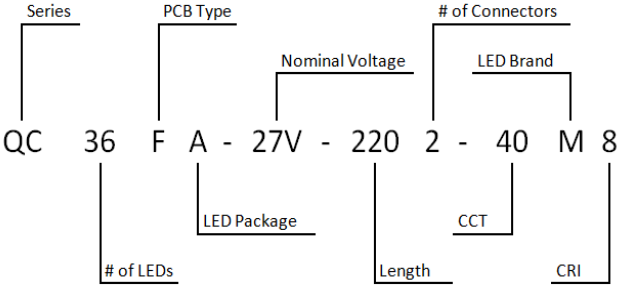 Series PCB Type # of Connectors
Nominal Voltage LED Brand
QC 36 F A - 27V - 220 2 - 40 M 8
LED Package CCT
# of LEDs Length CRI